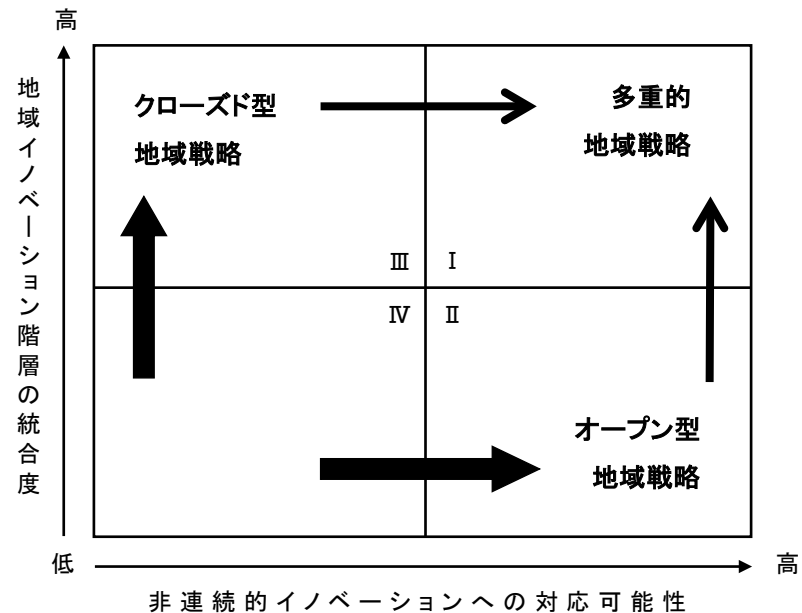 高
地域イノベーション階層の統合度
クローズド型
地域戦略
多重的
地域戦略
Ⅲ Ⅰ
Ⅳ Ⅱ
オープン型
地域戦略
低
高
非連続的イノベーションへの対応可能性